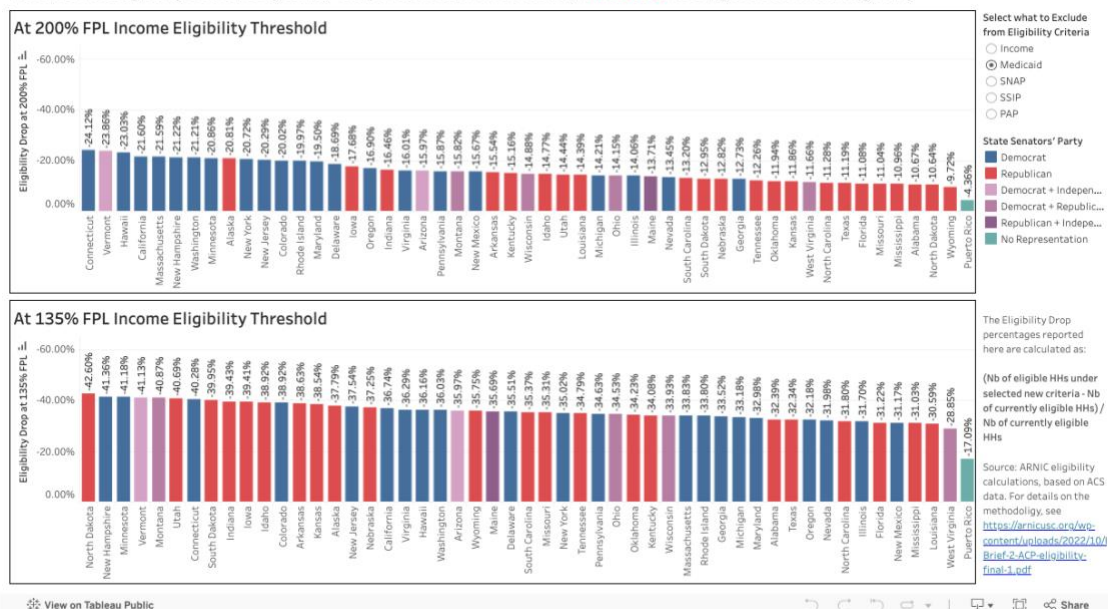 At 200% FPL Income Eligibility Threshold
Eligibility Drop at 200% FPL
-60.00%
-40.00%
-20.00%
0.00%
-24.12%
-23.86%
-23.03%
-21.60%
-21.59%
-21.22%
-21.21%
-20.86%
-20.81%
-20.72%
-20.29%
-20.02%
-19.97%
-19.50%
-18.69%
-17.68%
-16.90%
-16.46%
-16.01%
-15.97%
-15.87%
-15.82%
-15.67%
-15.54%
-15.16%
-14.88%
-14.77%
-14.44%
-14.39%
-14.21%
-14.15%
-14.06%
-13.71%
-13.45%
-13.20%
-12.95%
-12.82%
-12.73%
-12.26%
-11.94%
-11.86%
-11.66%
-11.28%
-11.19%
-11.08%
-11.04%
-10.96%
-10.67%
-10.64%
-9.72%
-4.36%
Connecticut
Vermont
Hawaii
California
Massachusetts
New Hampshire
Washington
Minnesota
Alaska
New York
New Jersey
Colorado
Rhode Island
Maryland
Delaware
Iowa
Oregon
Indiana
Virginia
Arizona
Pennsylvania
Montana
New Mexico
Arkansas
Kentucky
Wisconsin
Idaho
Utah
Louisiana
Michigan
Ohio
Illinois
Maine
Nevada
South Carolina
South Dakota
Nebraska
Georgia
Tennessee
Oklahoma
Kansas
West Virginia
North Carolina
Texas
Florida
Missouri
Mississippi
Alabama
North Dakota
Wyoming
Puerto Rico
Select what to Exclude
from Eligibility Criteria
Income
Medicaid
SNAP
SSIP
PAP
State Senators' Party
Democrat
Republican
Democrat + Indepen...
Democrat + Republic...
Republican + Indepe...
No Representation
At 135% FPL Income Eligibility Threshold
Eligibility Drop at 135% FPL
-60.00%
-40.00%
-20.00%
0.00%
-42.60%
-41.36%
-41.18%
-41.13%
-40.87%
-40.69%
-40.28%
-39.95%
-39.43%
-39.41%
-38.92%
-38.92%
-38.63%
-38.54%
-37.79%
-37.54%
-37.25%
-36.74%
-36.29%
-36.16%
-36.03%
-35.97%
-35.75%
-35.69%
-35.51%
-35.37%
-35.31%
-35.02%
-34.79%
-34.63%
-34.53%
-34.23%
-34.08%
-33.93%
-33.83%
-33.80%
-33.52%
-33.18%
-32.98%
-32.39%
-32.34%
-32.18%
-31.98%
-31.80%
-31.70%
-31.22%
-31.17%
-31.03%
-30.59%
-28.85%
-17.09%
North Dakota
New Hampshire
Minnesota
Vermont
Montana
Utah
Connecticut
South Dakota
Indiana
Iowa
Idaho
Colorado
Arkansas
Kansas
Alaska
New Jersey
Nebraska
California
Virginia
Hawaii
Washington
Arizona
Wyoming
Maine
Delaware
South Carolina
Missouri
New York
Tennessee
Pennsylvania
Ohio
Oklahoma
Kentucky
Wisconsin
Massachusetts
Rhode Island
Georgia
Michigan
Maryland
Alabama
Texas
Oregon
Nevada
North Carolina
Illinois
Florida
New Mexico
Mississippi
Louisiana
West Virginia
Puerto Rico
The Eligibility Drop
percentages reported
here are calculated as:
(Nb of eligible HHs under
selected new criteria - Nb
of currently eligible HHs) /
Nb of currently eligible
HHs
Source: ARNIC eligibility
calculations, based on ACS
data. For details on the
methodolgy, see
https://arnicusc.org/wp-
content/uploads/2022/10/
Brief-2-ACP-eligibility-
final-1.pdf
View on Tableau Public
Share